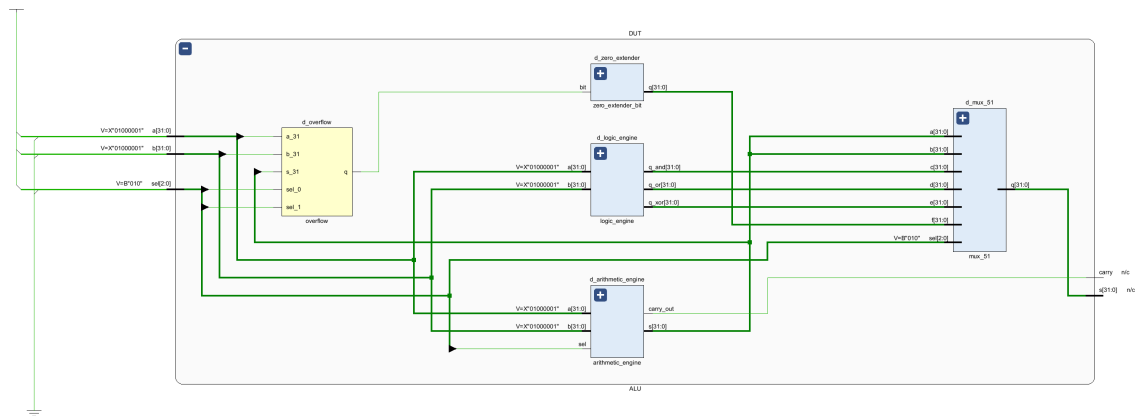 DUT
d_zero_extender
bit
q[31:0]
zero_extender_bit
d_mux_51
a[31:0]
b[31:0]
c[31:0]
d[31:0]
e[31:0]
f[31:0]
V=B"010" sel[2:0]
q[31:0]
mux_51
d_overflow
V=X"01000001" a[31:0]
a_31
V=X"01000001" b[31:0]
b_31
s_31
q
V=B"010" sel[2:0]
sel_0
sel_1
overflow
d_logic_engine
V=X"01000001" a[31:0]
q_and[31:0]
V=X"01000001" b[31:0]
q_or[31:0]
q_xor[31:0]
logic_engine
carry n/c
s[31:0] n/c
d_arithmetic_engine
V=X"01000001" a[31:0]
carry_out
V=X"01000001" b[31:0]
s[31:0]
sel
arithmetic_engine
ALU